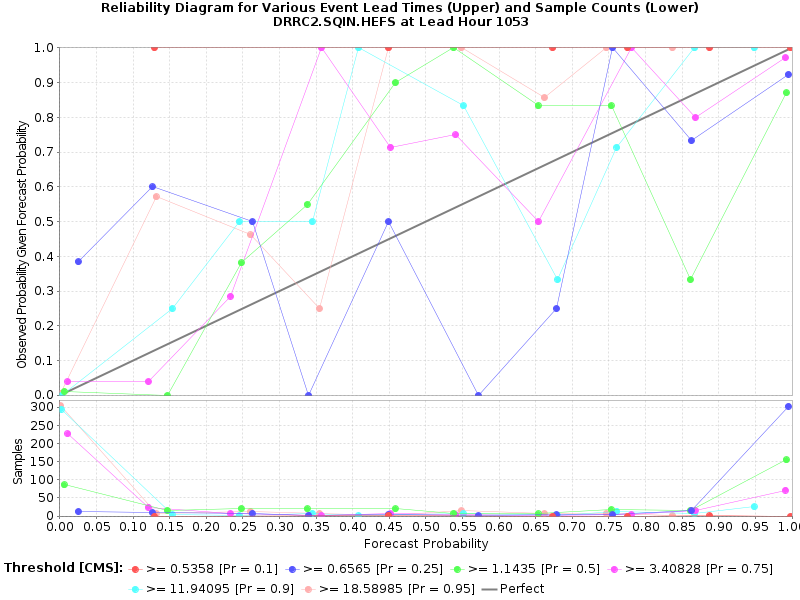 Reliability Diagram for Various Event Lead Times (Upper) and Sample Counts (Lower)
DRRC2.SQIN.HEFS at Lead Hour 1053
Observed Probability Given Forecast Probability
1.0
0.9
0.8
0.7
0.6
0.5
0.4
0.3
0.2
0.1
0.0
Samples
300
250
200
150
100
50
0
0.00 0.05 0.10 0.15 0.20 0.25 0.30 0.35 0.40 0.45 0.50 0.55 0.60 0.65 0.70 0.75 0.80 0.85 0.90 0.95 1.0
Forecast Probability
Threshold [CMS]: >= 0.5358 [Pr = 0.1] >= 0.6565 [Pr = 0.25] >= 1.1435 [Pr = 0.5] >= 3.40828 [Pr = 0.75]
>= 11.94095 [Pr = 0.9] >= 18.58985 [Pr = 0.95] Perfect